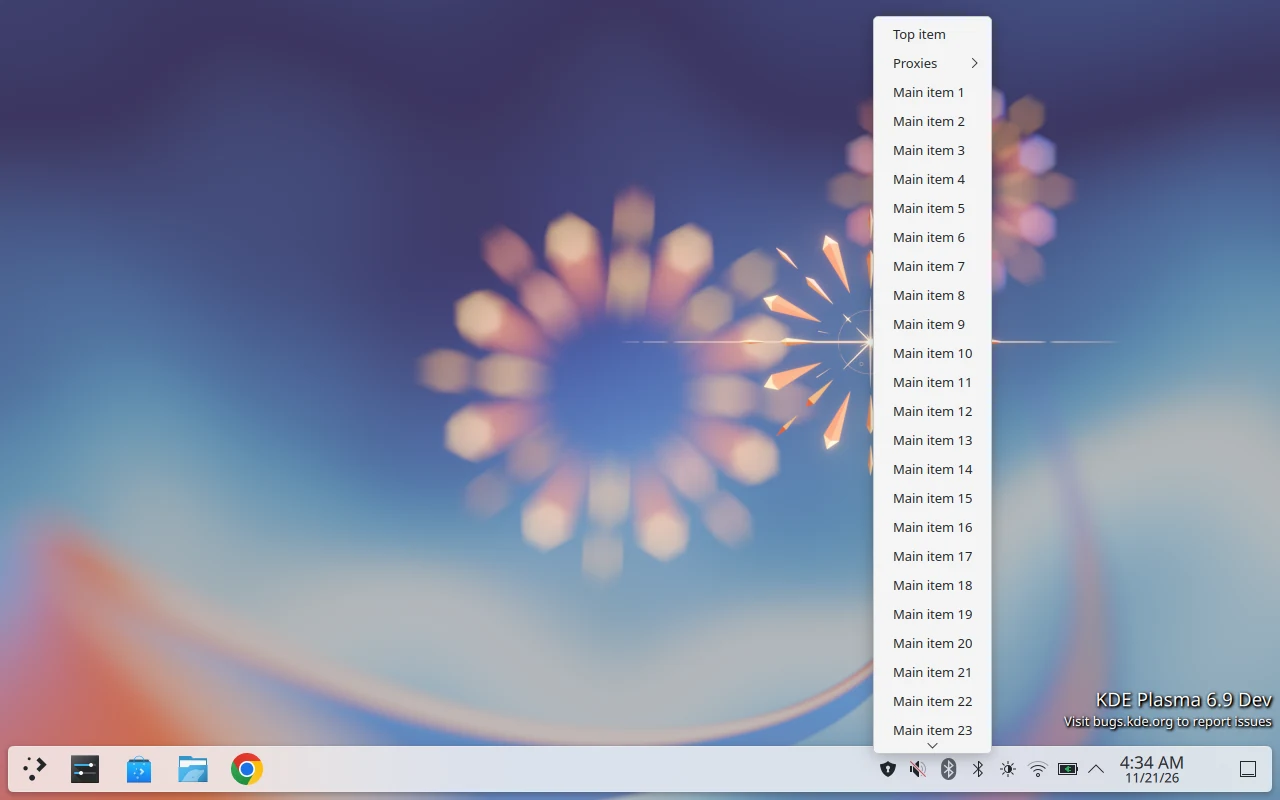 Top item
Proxies
Main item 1
Main item 2
Main item 3
Main item 4
Main item 5
Main item 6
Main item 7
Main item 8
Main item 9
Main item 10
Main item 11
Main item 12
Main item 13
Main item 14
Main item 15
Main item 16
Main item 17
Main item 18
Main item 19
Main item 20
Main item 21
Main item 22
Main item 23
KDE Plasma 6.9 Dev
Visit bugs.kde.org to report issues
4:34 AM
11/21/26